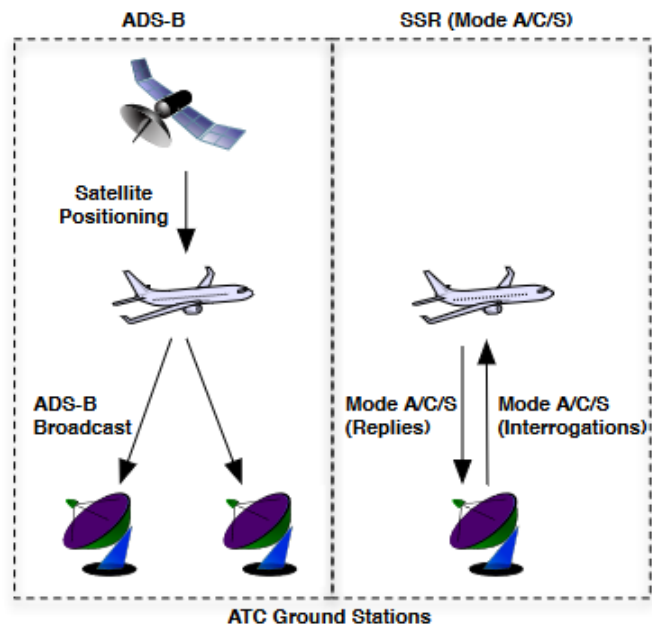 ADS-B
SSR (Mode A/C/S)
Satellite
Positioning
ADS-B
Broadcast
Mode A/C/S
(Replies)
Mode A/C/S
(Interrogations)
ATC Ground Stations